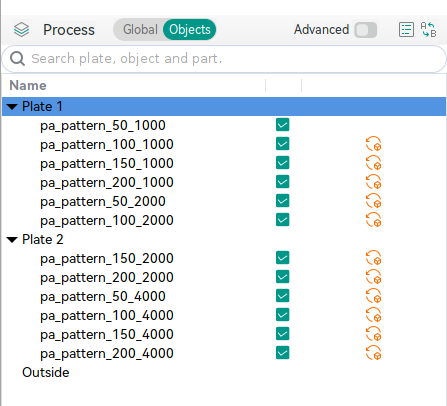 Process Global Objects Advanced
Search plate, object and part.
Name
Plate 1
pa_pattern_50_1000
pa_pattern_100_1000
pa_pattern_150_1000
pa_pattern_200_1000
pa_pattern_50_2000
pa_pattern_100_2000
Plate 2
pa_pattern_150_2000
pa_pattern_200_2000
pa_pattern_50_4000
pa_pattern_100_4000
pa_pattern_150_4000
pa_pattern_200_4000
Outside